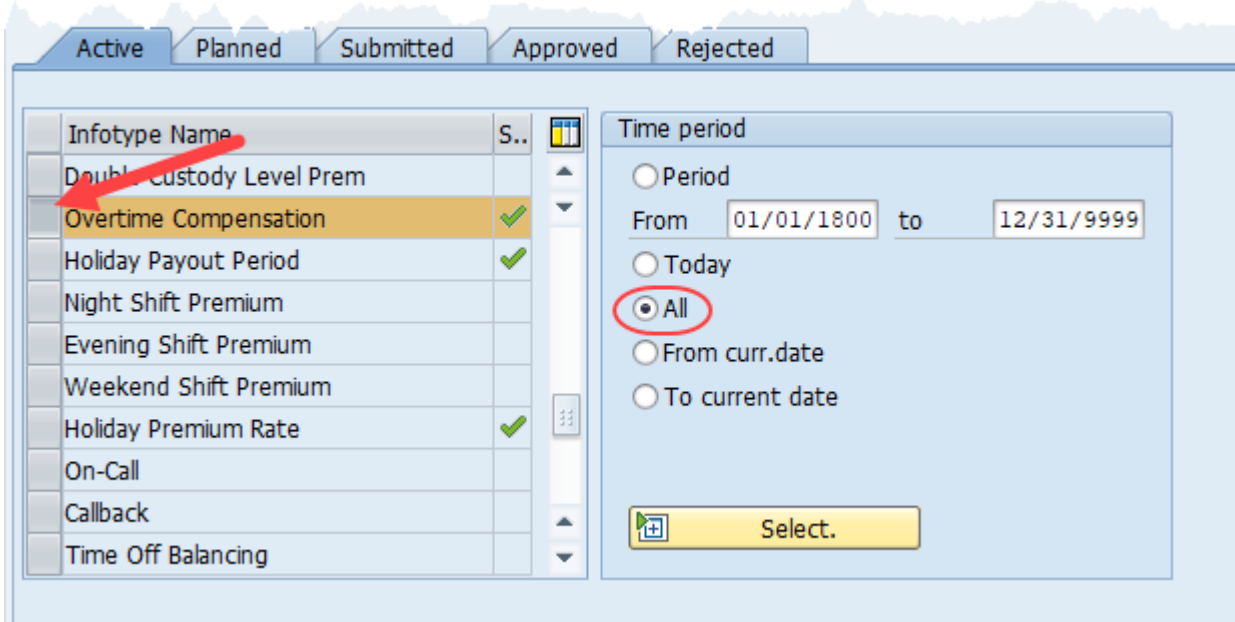 Active Planned Submitted Approved Rejected
Infotype Name S..
Double Custody Level Prem
Overtime Compensation
Holiday Payout Period
Night Shift Premium
Evening Shift Premium
Weekend Shift Premium
Holiday Premium Rate
On-Call
Callback
Time Off Balancing
Time period
Period
From 01/01/1800 to 12/31/9999
Today
All
From curr.date
To current date
Select.